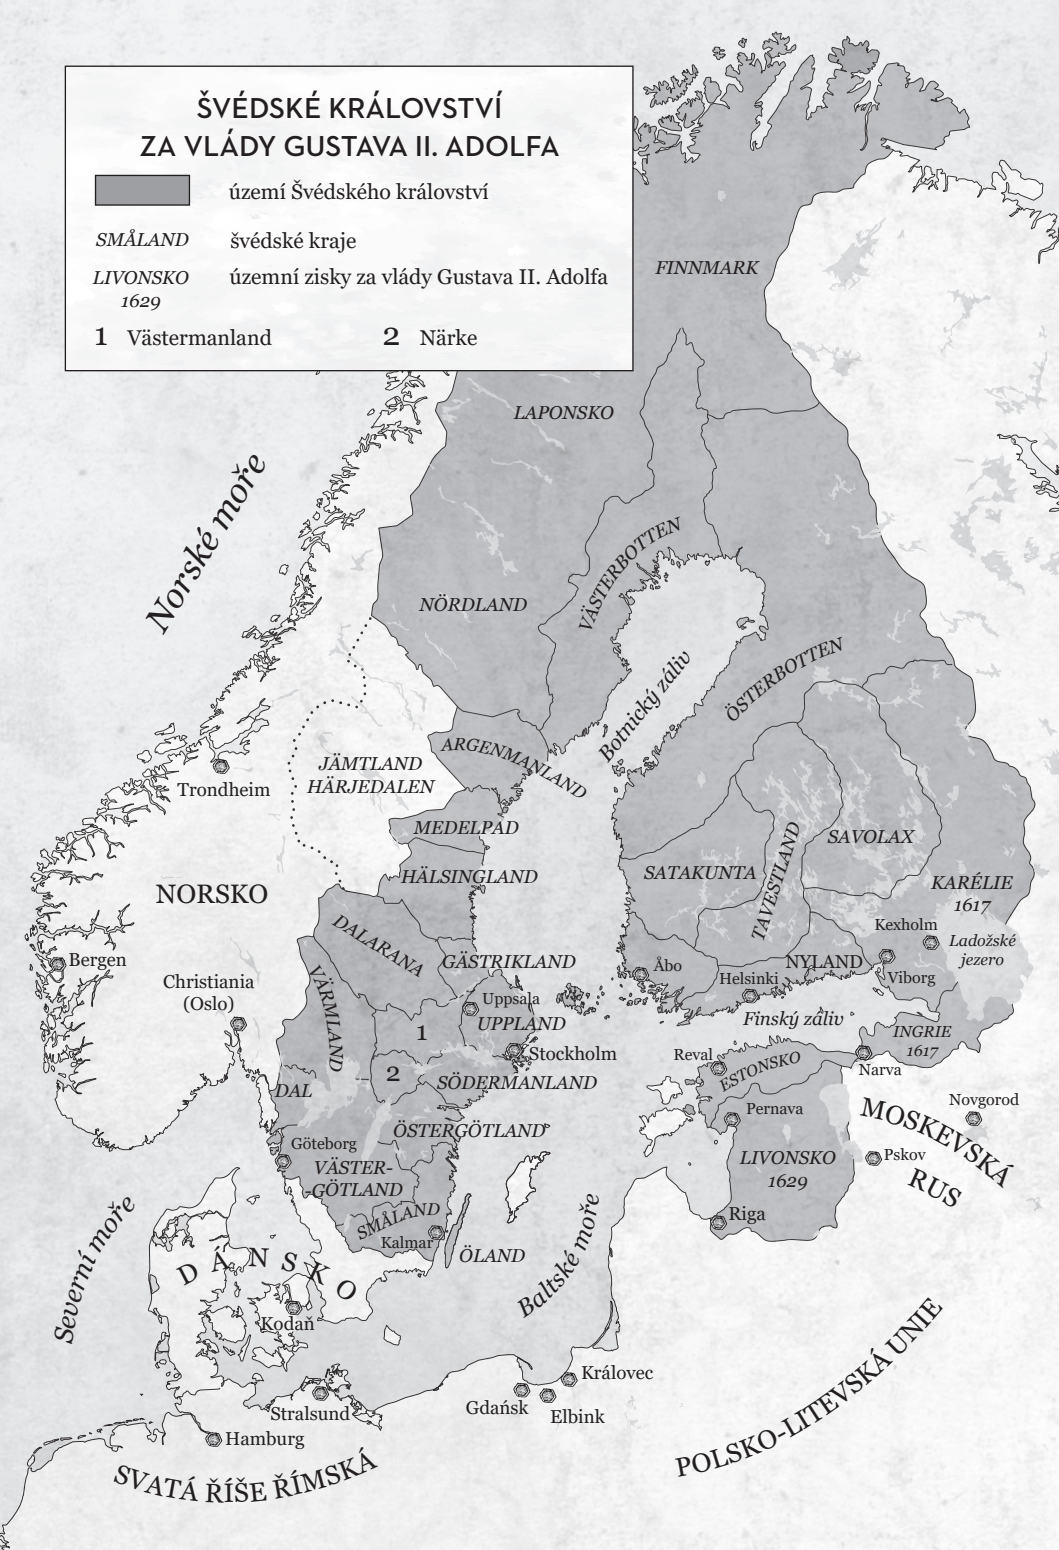 ŠVÉDSKÉ KRÁLOVSTVÍ
ZA VLÁDY GUSTAVA II. ADOLFA
území Švédského království
SMÅLAND švédské kraje
LIVONSKO územní zisky za vlády Gustava II. Adolfa
1629
1 Västermanland 2 Närke
FINNMARK
LAPONSKO
Norské moře
VÄSTERBOTTEN
NÖRDLAND
ÖSTERBOTTEN
Botnický záliv
ARGENMANLAND
JÄMTLAND
HÄRJEDALEN
Trondheim
MEDELPAD
SAVOLAX
TAVESTLAND
SATAKUNTA
HÄLSINGLAND
KARÉLIE
1617
NORSKO
DALARANA
Kexholm
Ladožské
jezero
Bergen
GÄSTRIKLAND
Åbo
NYLAND
Helsinki
Viborg
Christiania
(Oslo)
VÄRMLAND
Uppsala
UPPLAND
1
Finský záliv
INGRIE
1617
Stockholm
Reval
ESTONSKO
Narva
2
DAL
SÖDERMANLAND
Novgorod
Pernava
MOSKEVSKÁ
RUS
ÖSTERGÖTLAND
Göteborg
Pskov
LIVONSKO
1629
VÄSTER-
-GÖTLAND
SMÅLAND
Riga
Kalmar
ÖLAND
Severní moře
Baltské moře
DÁNSKO
Kodaň
POLSKO-LITEVSKÁ UNIE
Královec
Gdańsk
Elbink
Stralsund
Hamburg
SVATÁ ŘÍŠE ŘÍMSKÁ